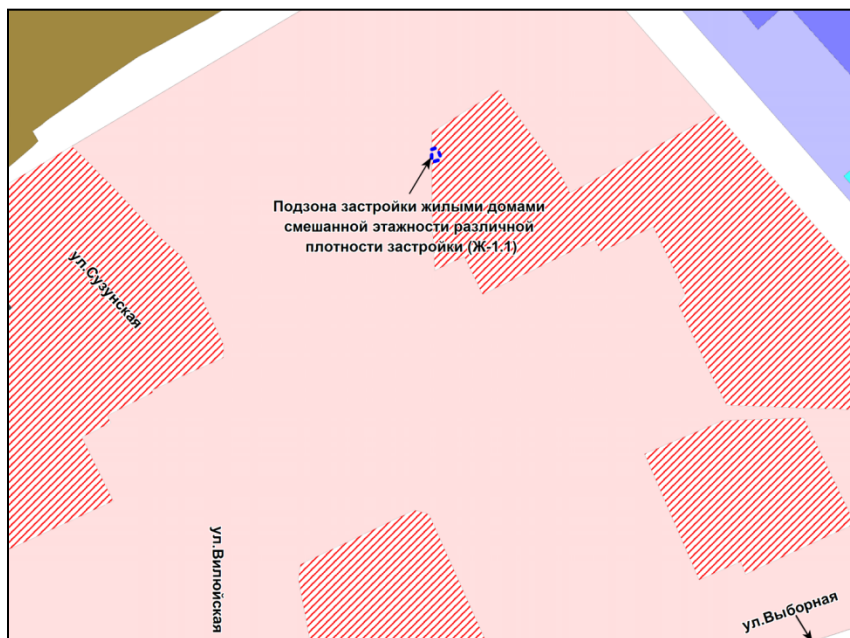 Подзона застройки жилыми домами
смешанной этажности различной
плотности застройки (Ж-1.1)
ул.Сузунская
ул.Вилюйская
ул.Выборная